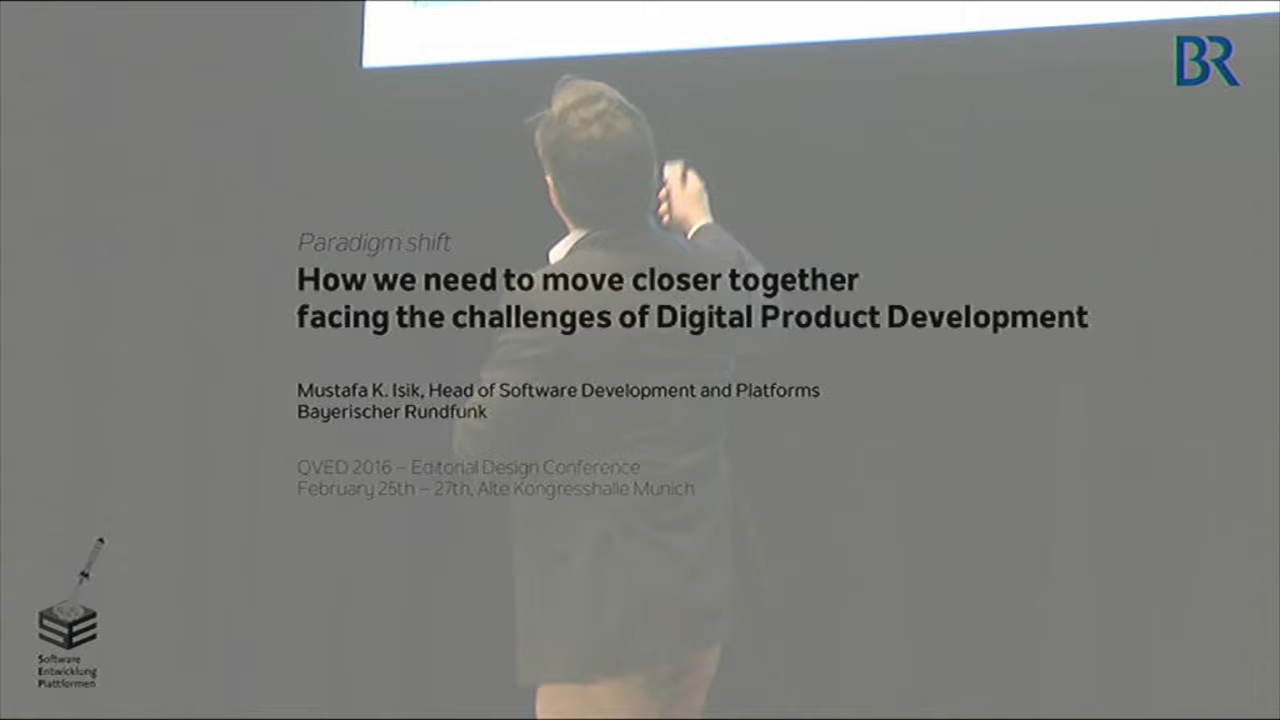 BR
Paradigm shift
How we need to move closer together
facing the challenges of Digital Product Development
Mustafa K. Isik, Head of Software Development and Platforms
Bayerischer Rundfunk
QVED 2016 – Editorial Design Conference
February 25th – 27th, Alte Kongresshalle Munich
Software
Entwicklung
Plattformen